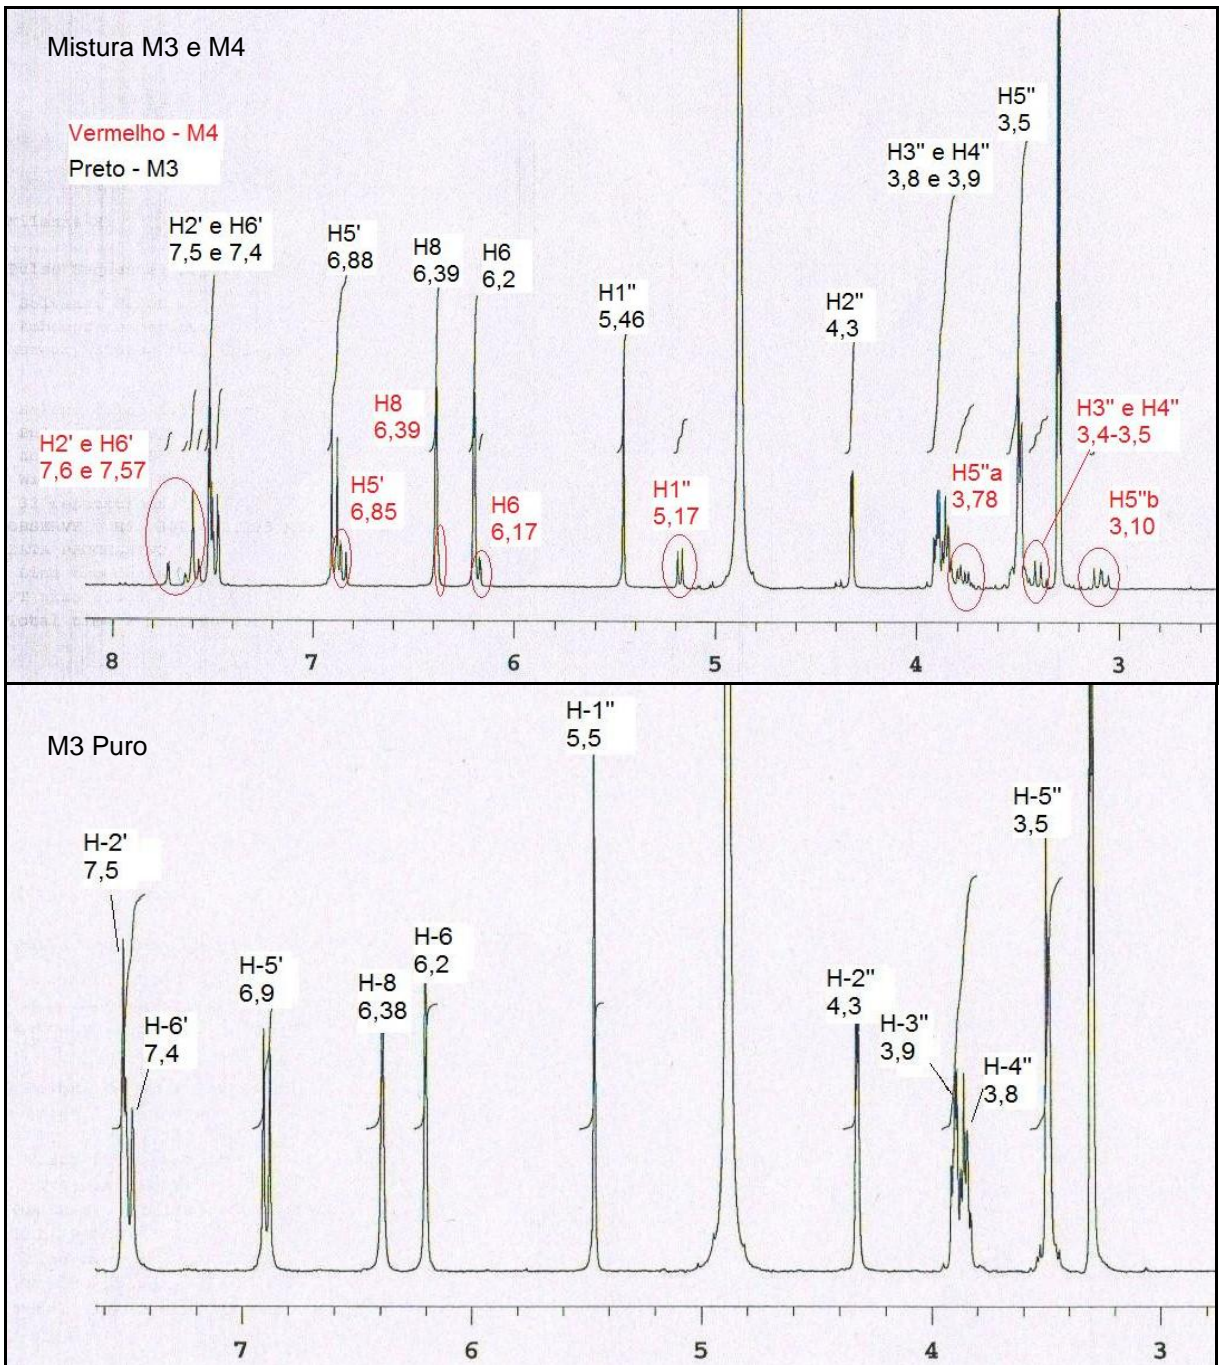 Mistura M3 e M4
H5''
3,5
Vermelho - M4
Preto - M3
H3'' e H4''
3,8 e 3,9
H2' e H6'
7,5 e 7,4
H5'
6,88
H8
6,39
H6
6,2
H1''
5,46
H2''
4,3
H8
6,39
H2' e H6'
7,6 e 7,57
H5'
6,85
H6
6,17
H1''
5,17
H5''a
3,78
H3'' e H4''
3,4-3,5
H5''b
3,10
8 7 6 5 4 3
M3 Puro
H-1''
5,5
H-5''
3,5
H-2'
7,5
H-6'
7,4
H-5'
6,9
H-8
6,38
H-6
6,2
H-2''
4,3
H-3''
3,9
H-4''
3,8
7 6 5 4 3